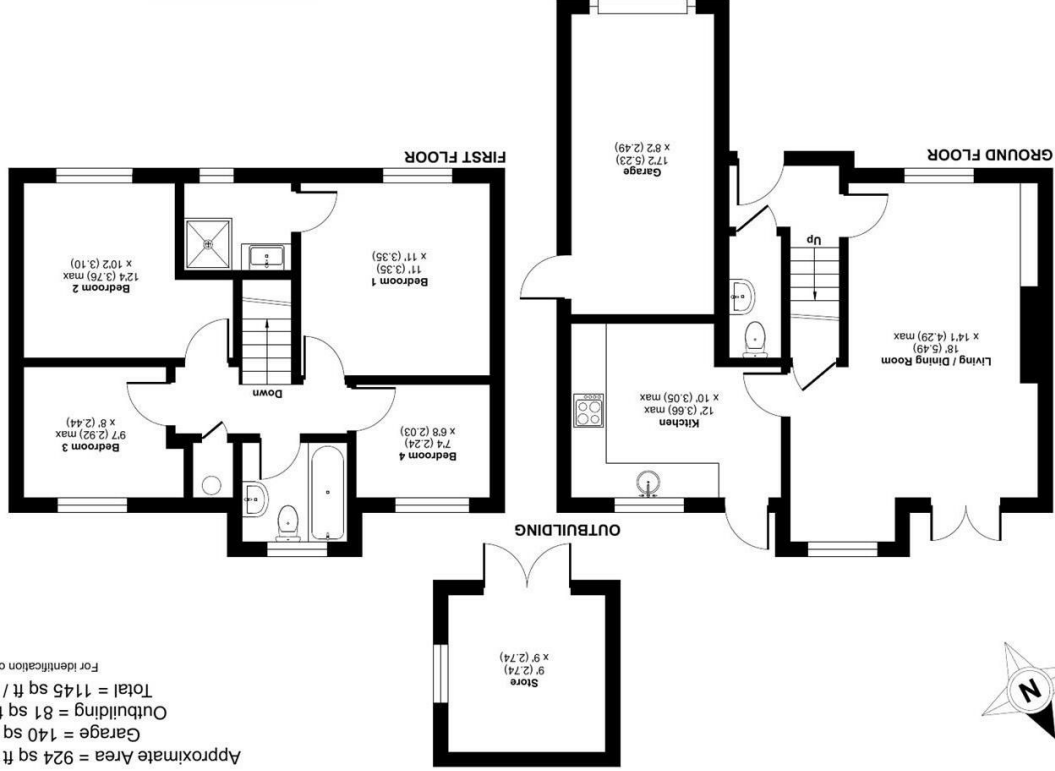 Approximate Area = 924 sq ft
Garage = 140 sq
Outbuilding = 81 sq f
Total = 1145 sq ft /
For identification o
N
Store
9' (2.74)
x 9' (2.74)
OUTBUILDING
Living / Dining Room
18' (5.49)
x 14'1 (4.29) max
Kitchen
12' (3.66) max
x 10' (3.05) max
Up
Garage
17'2 (5.23)
x 8'2 (2.49)
GROUND FLOOR
Bedroom 4
7'4 (2.24)
x 6'8 (2.03)
Bedroom 3
9'7 (2.92) max
x 8' (2.44)
Down
Bedroom 1
11' (3.35)
x 11' (3.35)
Bedroom 2
12'4 (3.76) max
x 10'2 (3.10)
FIRST FLOOR